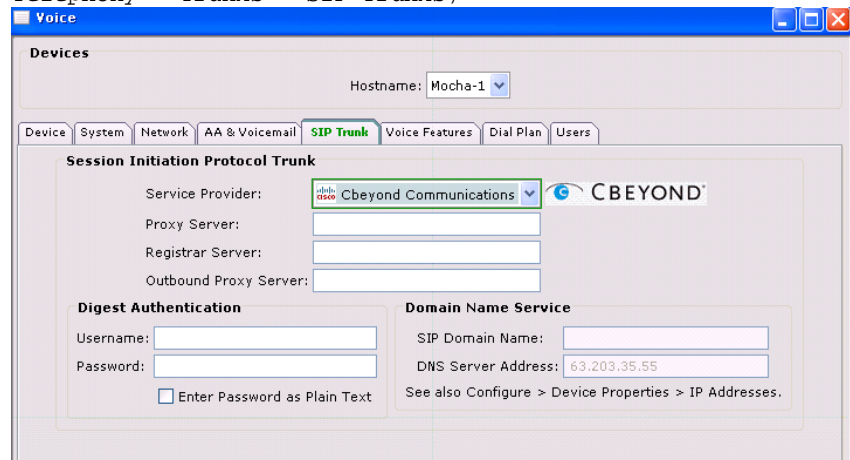 Voice
Devices
Hostname: Mocha-1
Device System Network AA & Voicemail SIP Trunk Voice Features Dial Plan Users
Session Initiation Protocol Trunk
Service Provider: cisco Cbeyond Communications CBEYOND
Proxy Server:
Registrar Server:
Outbound Proxy Server:
Digest Authentication
Username:
Password:
Enter Password as Plain Text
Domain Name Service
SIP Domain Name:
DNS Server Address: 63.203.35.55
See also Configure > Device Properties > IP Addresses.